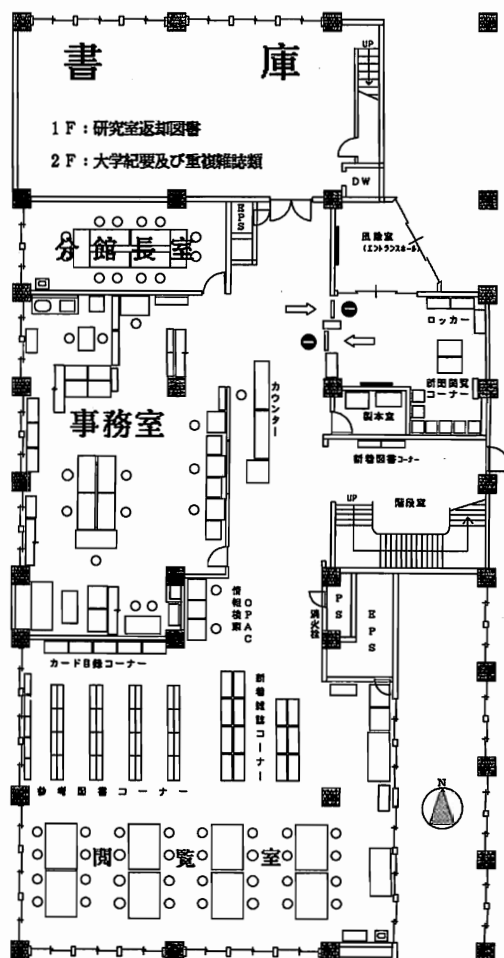 書庫
1F：研究室返却図書
2F：大学紀要及び重複雑誌類
UP
DW
EPS
分館長室
風除室
(エントランスホール)
ロッカー
新聞閲覧
コーナー
カウンター
製本室
事務室
新着図書コーナー
UP
階段室
OPAC
情報検索
消火栓
PS
EPS
カード目録コーナー
新着雑誌コーナー
参考図書コーナー
N
閲覧室